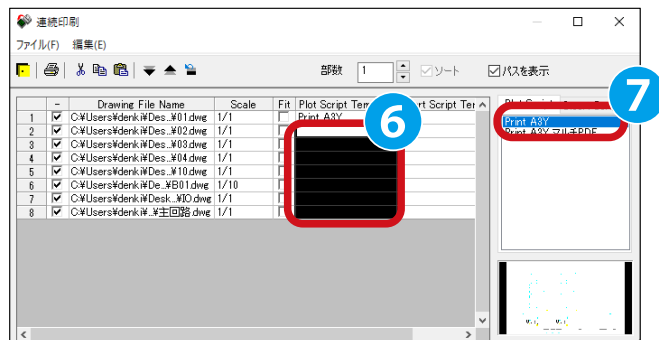 連続印刷
ファイル(F) 編集(E)
部数 1 ソート パスを表示
- Drawing File Name Scale Fit Plot Script Tem ort Script Ter
1 C:¥Users¥denki¥Des..¥01.dwg 1/1 Print A3Y
2 C:¥Users¥denki¥Des..¥02.dwg 1/1
3 C:¥Users¥denki¥Des..¥03.dwg 1/1
4 C:¥Users¥denki¥Des..¥04.dwg 1/1
5 C:¥Users¥denki¥Des..¥10.dwg 1/1
6 C:¥Users¥denki¥De..¥B01.dwg 1/10
7 C:¥Users¥denki¥Desk..¥IO.dwg 1/1
8 C:¥Users¥denki¥..¥主回路.dwg 1/1
6
7
Print A3Y
Print A3Y マルチPDF